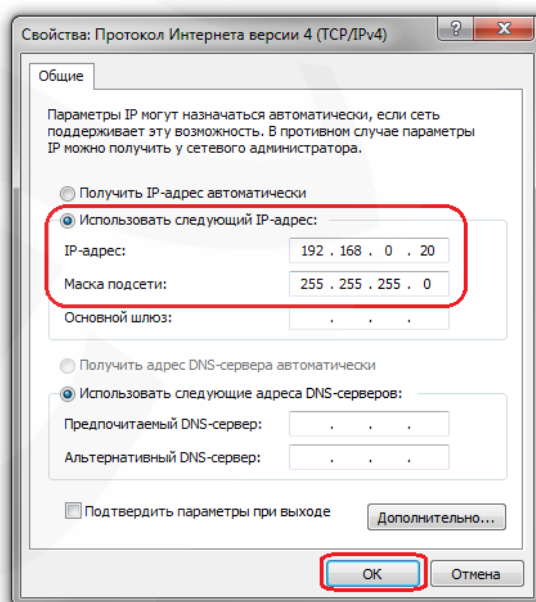 Свойства: Протокол Интернета версии 4 (TCP/IPv4)
Общие
Параметры IP могут назначаться автоматически, если сеть
поддерживает эту возможность. В противном случае параметры
IP можно получить у сетевого администратора.
Получить IP-адрес автоматически
Использовать следующий IP-адрес:
IP-адрес: 192 . 168 . 0 . 20
Маска подсети: 255 . 255 . 255 . 0
Основной шлюз: . . .
Получить адрес DNS-сервера автоматически
Использовать следующие адреса DNS-серверов:
Предпочитаемый DNS-сервер: . . .
Альтернативный DNS-сервер: . . .
Подтвердить параметры при выходе
Дополнительно...
ОК Отмена